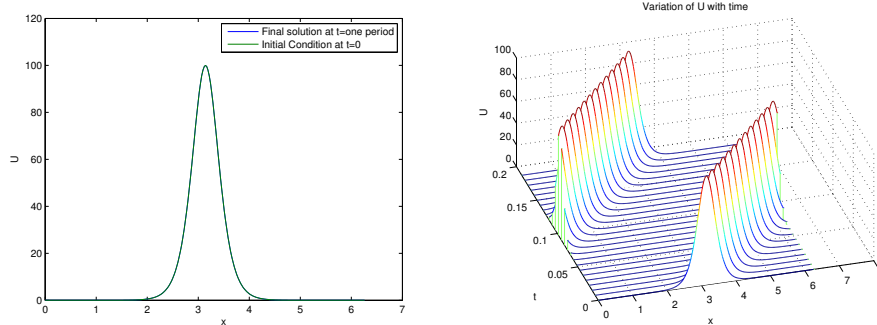 120
100
80
60
40
20
0
U
0 1 2 3 4 5 6 7
x
Final solution at t=one period
Initial Condition at t=0
Variation of U with time
100
80
60
40
20
0
U
0.2
0.15
0.1
0.05
0
t
0 1 2 3 4 5 6 7
x